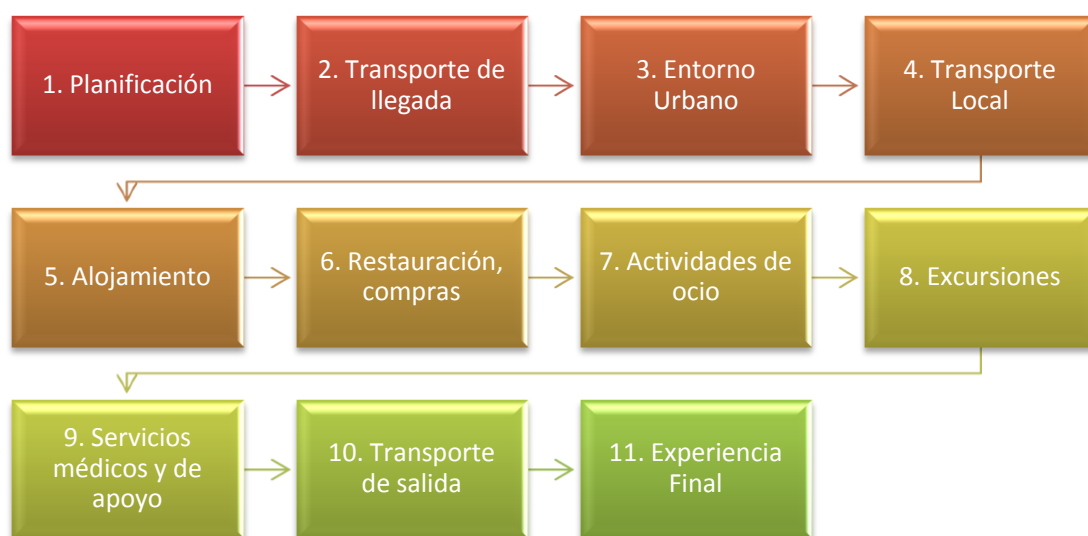 1. Planificación
2. Transporte de
llegada
3. Entorno
Urbano
4. Transporte
Local
5. Alojamiento
6. Restauración,
compras
7. Actividades de
ocio
8. Excursiones
9. Servicios
médicos y de
apoyo
10. Transporte
de salida
11. Experiencia
Final